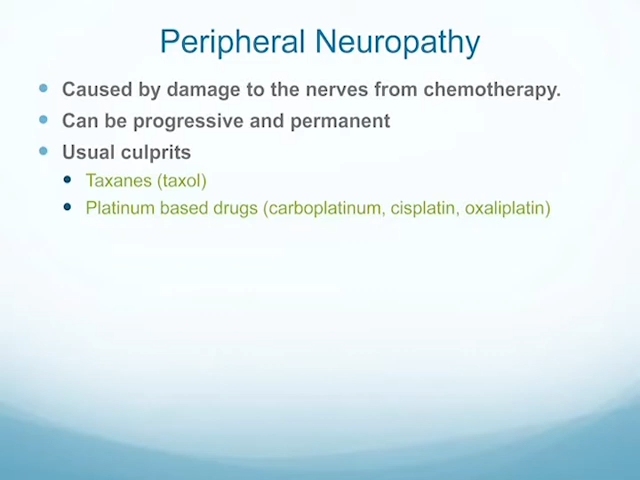 Peripheral Neuropathy
Caused by damage to the nerves from chemotherapy.
Can be progressive and permanent
Usual culprits
Taxanes (taxol)
Platinum based drugs (carboplatinum, cisplatin, oxaliplatin)